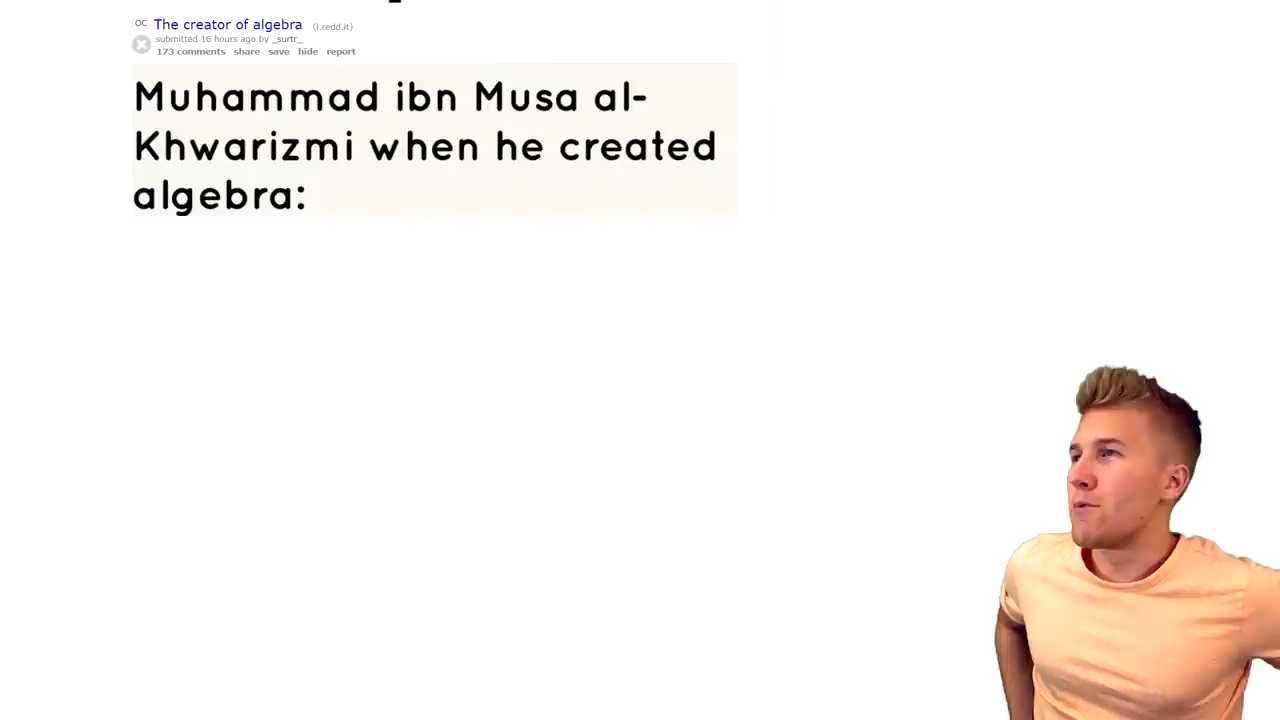 OC The creator of algebra (i.redd.it)
submitted 16 hours ago by _surtr_
173 comments share save hide report
Muhammad ibn Musa al-
Khwarizmi when he created
algebra: